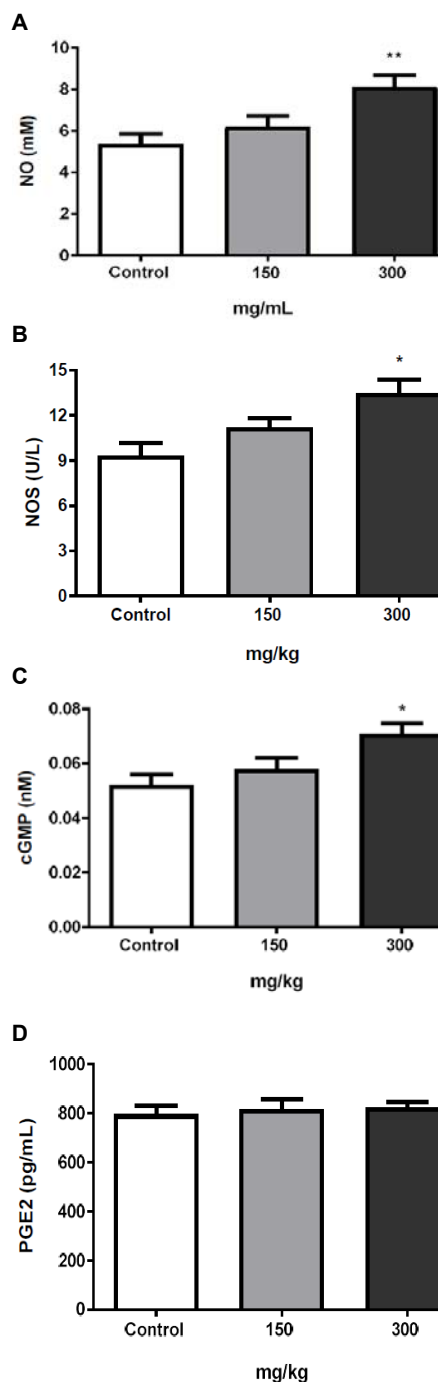 A
NO (mM)
10
8
6
4
2
0
**
Control 150 300
mg/mL
B
NOS (U/L)
15
12
9
6
3
0
*
Control 150 300
mg/kg
C
cGMP (nM)
0.08
0.06
0.04
0.02
0.00
*
Control 150 300
mg/kg
D
PGE2 (pg/mL)
1000
800
600
400
200
0
Control 150 300
mg/kg